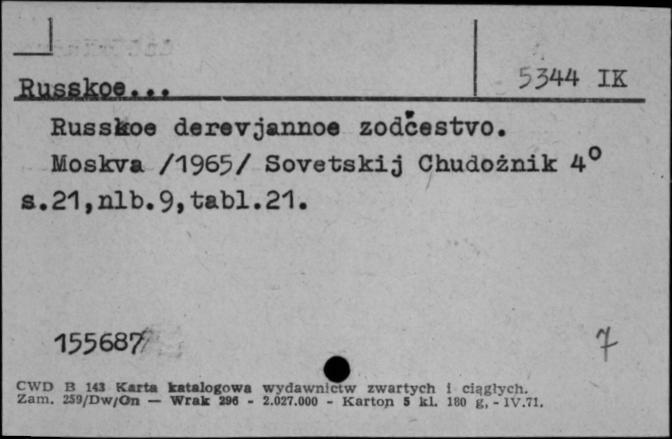 5344 IK
Russkoe...
Russkoe derevjannoe zodčestvo.
Moskva /1965/ Sovetskij Chudożnik 4°
s.21,nlb.9,tabl.21.
155687
7
CWD B 143 Karta katalogowa wydawnictw zwartych i ciągłych.
Zam. 259/Dw/On — Wrak 296 - 2.027.000 - Karton 5 kl. 180 g, - IV.71.